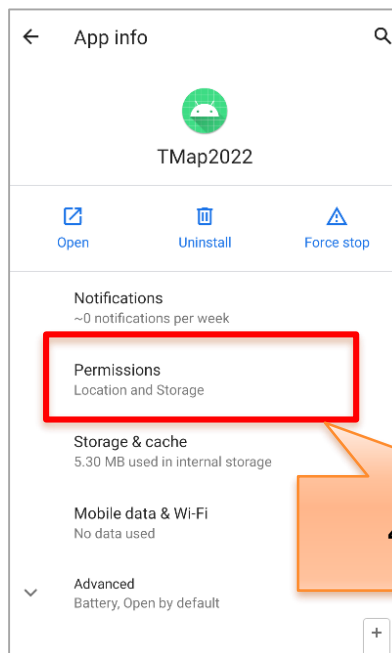 App info
TMap2022
Open Uninstall Force stop
Notifications
~0 notifications per week
Permissions
Location and Storage
Storage & cache
5.30 MB used in internal storage
Mobile data & Wi-Fi
No data used
Advanced
Battery, Open by default
+